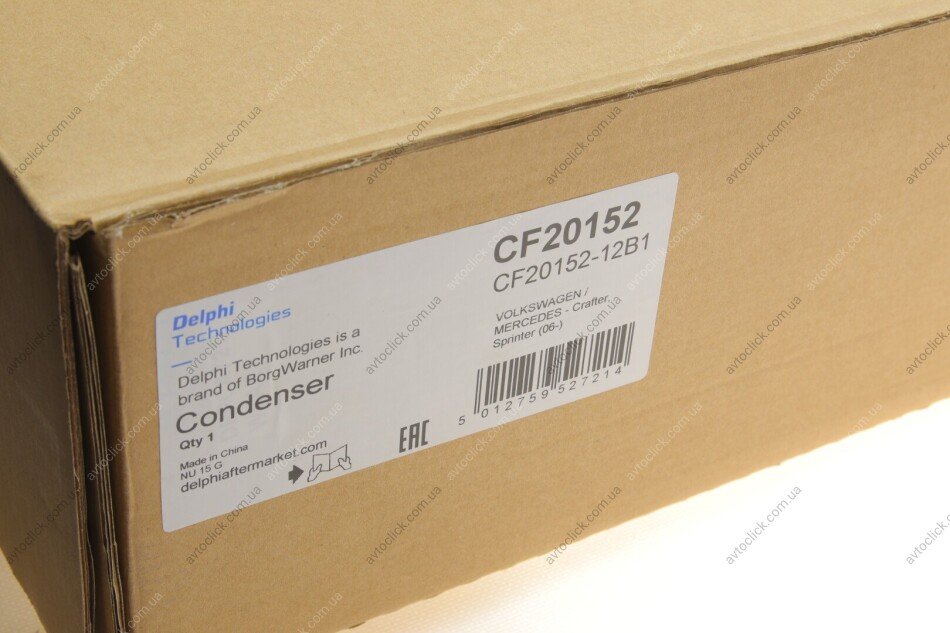 CF20152
CF20152-12B1
VOLKSWAGEN /
MERCEDES - Crafter,
Sprinter (06-)
5 012759 527214
Delphi
Technologies
Delphi Technologies is a
brand of BorgWarner Inc.
Condenser
Qty 1
Made in China
NU 15 G
delphiaftermarket.com
EAC
avtoclick.com.ua